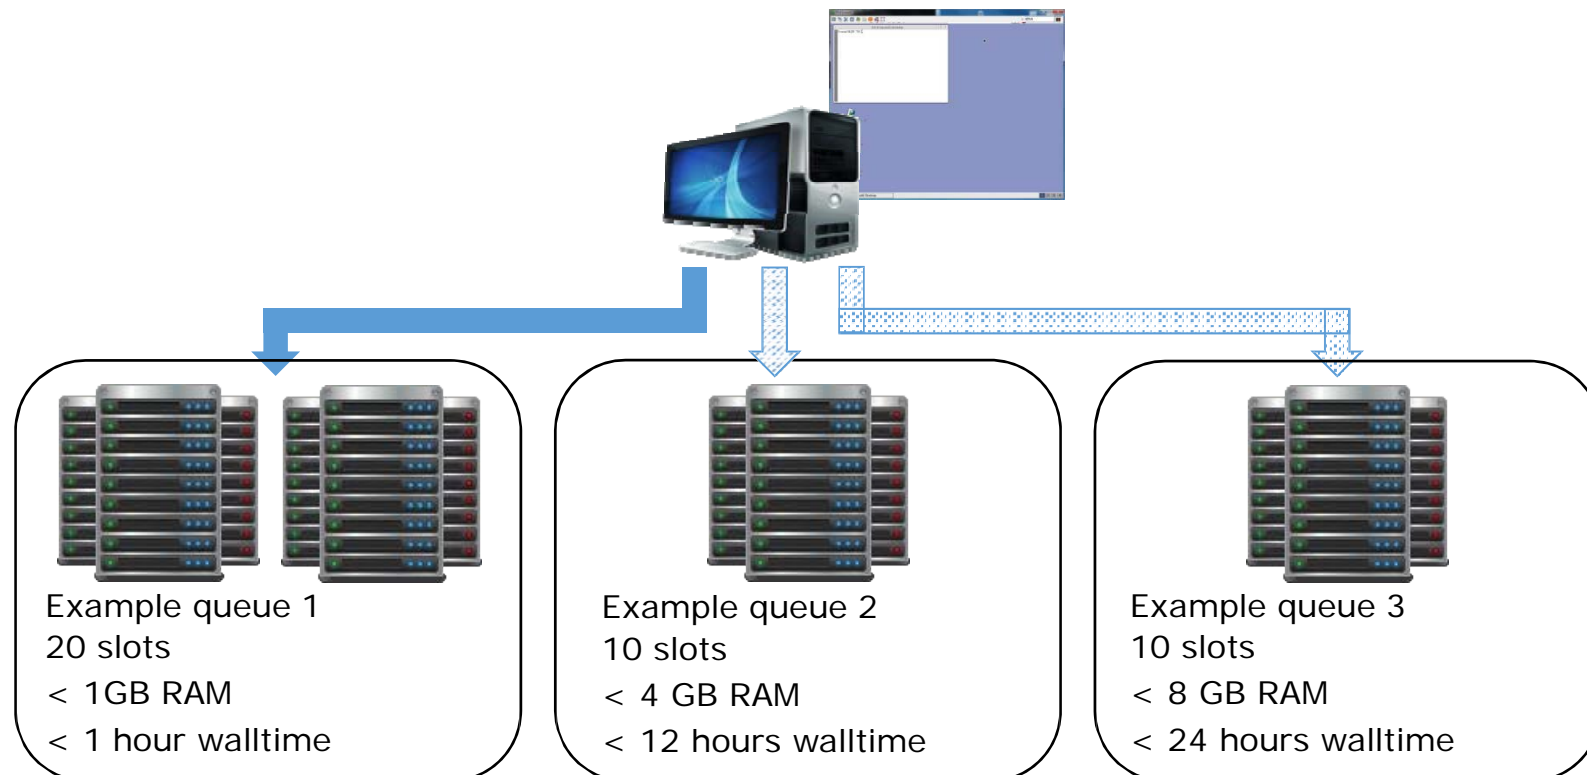 Example queue 1
20 slots
< 1GB RAM
< 1 hour walltime
Example queue 2
10 slots
< 4 GB RAM
< 12 hours walltime
Example queue 3
10 slots
< 8 GB RAM
< 24 hours walltime